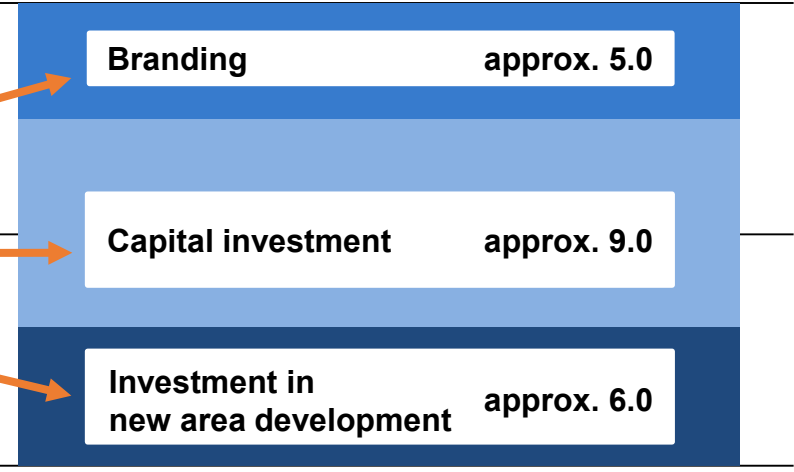 Branding approx. 5.0
Capital investment approx. 9.0
Investment in
new area development approx. 6.0